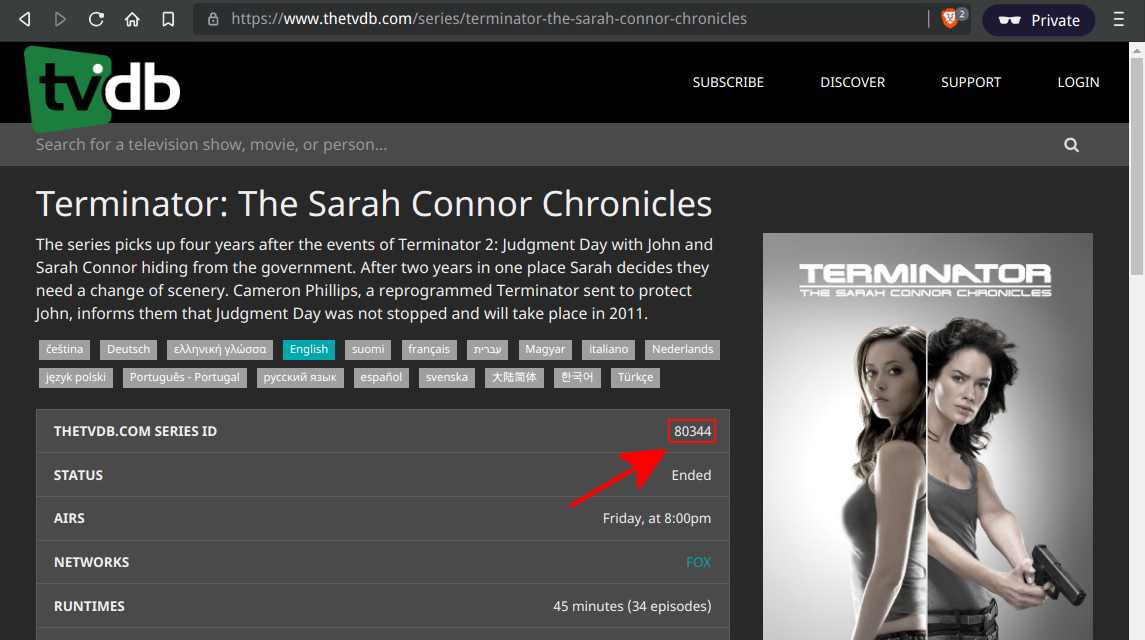 https://www.thetvdb.com/series/terminator-the-sarah-connor-chronicles
2
Private
tvdb
SUBSCRIBE
DISCOVER
SUPPORT
LOGIN
Search for a television show, movie, or person...
Terminator: The Sarah Connor Chronicles
The series picks up four years after the events of Terminator 2: Judgment Day with John and
Sarah Connor hiding from the government. After two years in one place Sarah decides they
need a change of scenery. Cameron Phillips, a reprogrammed Terminator sent to protect
John, informs them that Judgment Day was not stopped and will take place in 2011.
čeština Deutsch ελληνική γλώσσα English suomi français עברית Magyar italiano Nederlands
język polski Português - Portugal русский язык español svenska 大陆简体 한국어 Türkçe
THETVDB.COM SERIES ID 80344
STATUS Ended
AIRS Friday, at 8:00pm
NETWORKS FOX
RUNTIMES 45 minutes (34 episodes)
TERMINATOR
THE SARAH CONNOR CHRONICLES